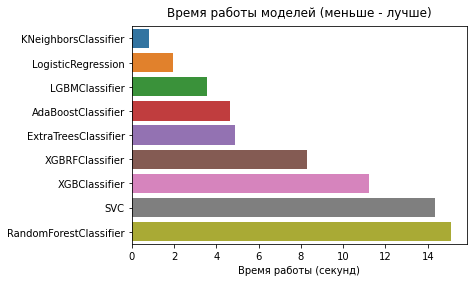 Время работы моделей (меньше - лучше)
KNeighborsClassifier
LogisticRegression
LGBMClassifier
AdaBoostClassifier
ExtraTreesClassifier
XGBRFClassifier
XGBClassifier
SVC
RandomForestClassifier
0 2 4 6 8 10 12 14
Время работы (секунд)